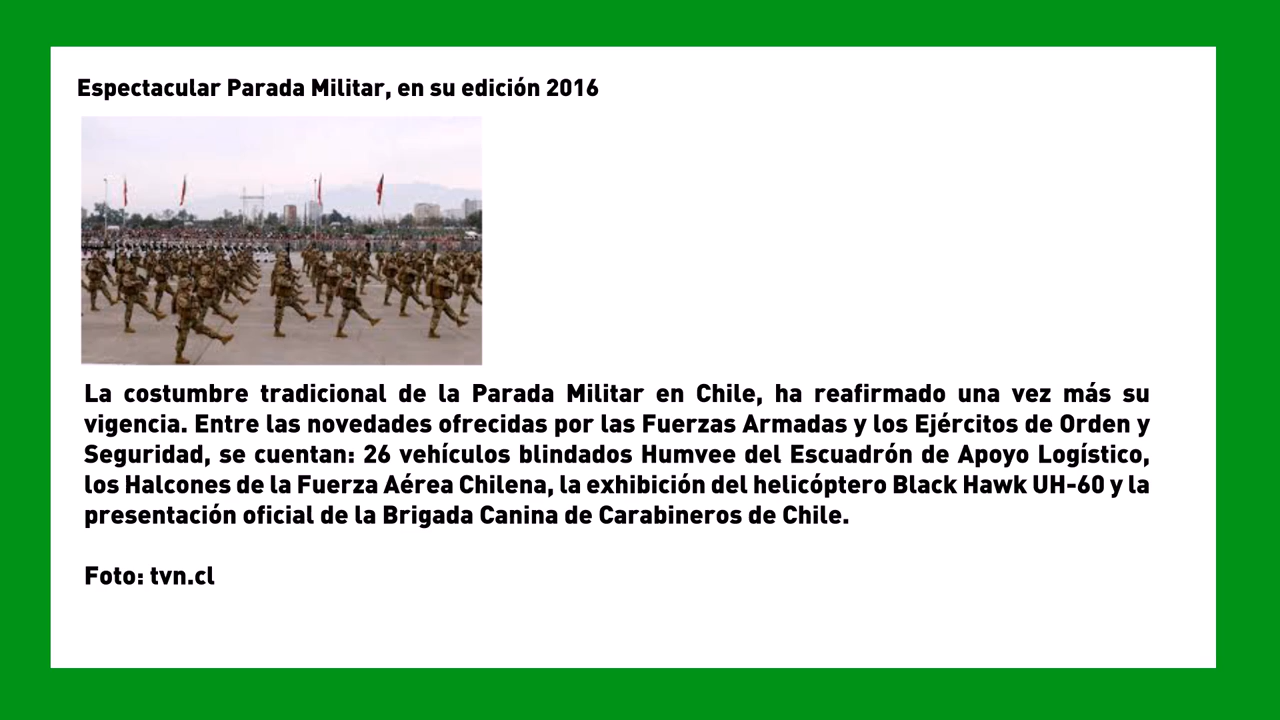 Espectacular Parada Militar, en su edición 2016
La costumbre tradicional de la Parada Militar en Chile, ha reafirmado una vez más su
vigencia. Entre las novedades ofrecidas por las Fuerzas Armadas y los Ejércitos de Orden y
Seguridad, se cuentan: 26 vehículos blindados Humvee del Escuadrón de Apoyo Logístico,
los Halcones de la Fuerza Aérea Chilena, la exhibición del helicóptero Black Hawk UH-60 y la
presentación oficial de la Brigada Canina de Carabineros de Chile.
Foto: tvn.cl